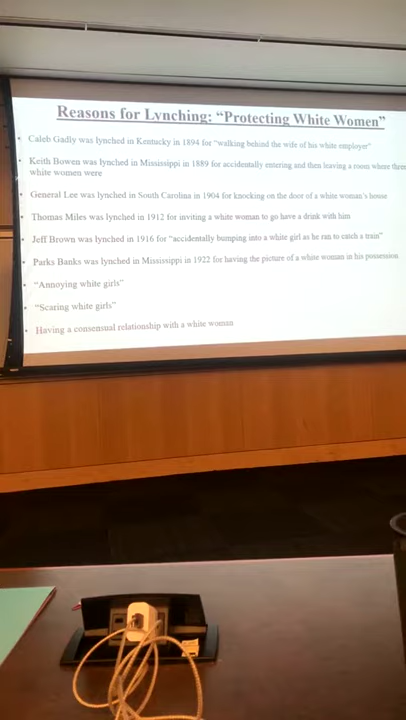 Reasons for Lynching: “Protecting White Women”
• Caleb Gadly was lynched in Kentucky in 1894 for “walking behind the wife of his white employer”
• Keith Bowen was lynched in Mississippi in 1889 for accidentally entering and then leaving a room where three
white women were
• General Lee was lynched in South Carolina in 1904 for knocking on the door of a white woman’s house
• Thomas Miles was lynched in 1912 for inviting a white woman to go have a drink with him
• Jeff Brown was lynched in 1916 for “accidentally bumping into a white girl as he ran to catch a train”
• Parks Banks was lynched in Mississippi in 1922 for having the picture of a white woman in his possession
• “Annoying white girls”
• “Scaring white girls”
• Having a consensual relationship with a white woman